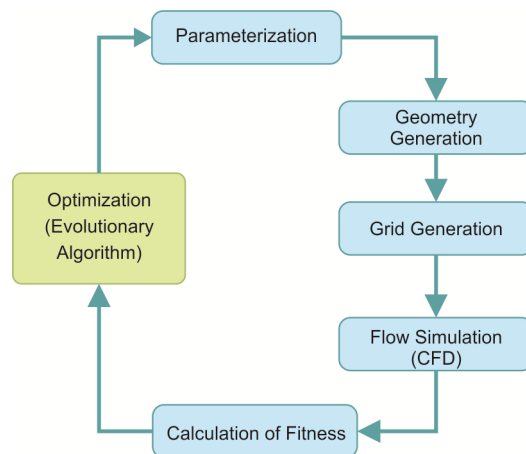 Parameterization
Geometry
Generation
Grid Generation
Flow Simulation
(CFD)
Calculation of Fitness
Optimization
(Evolutionary
Algorithm)